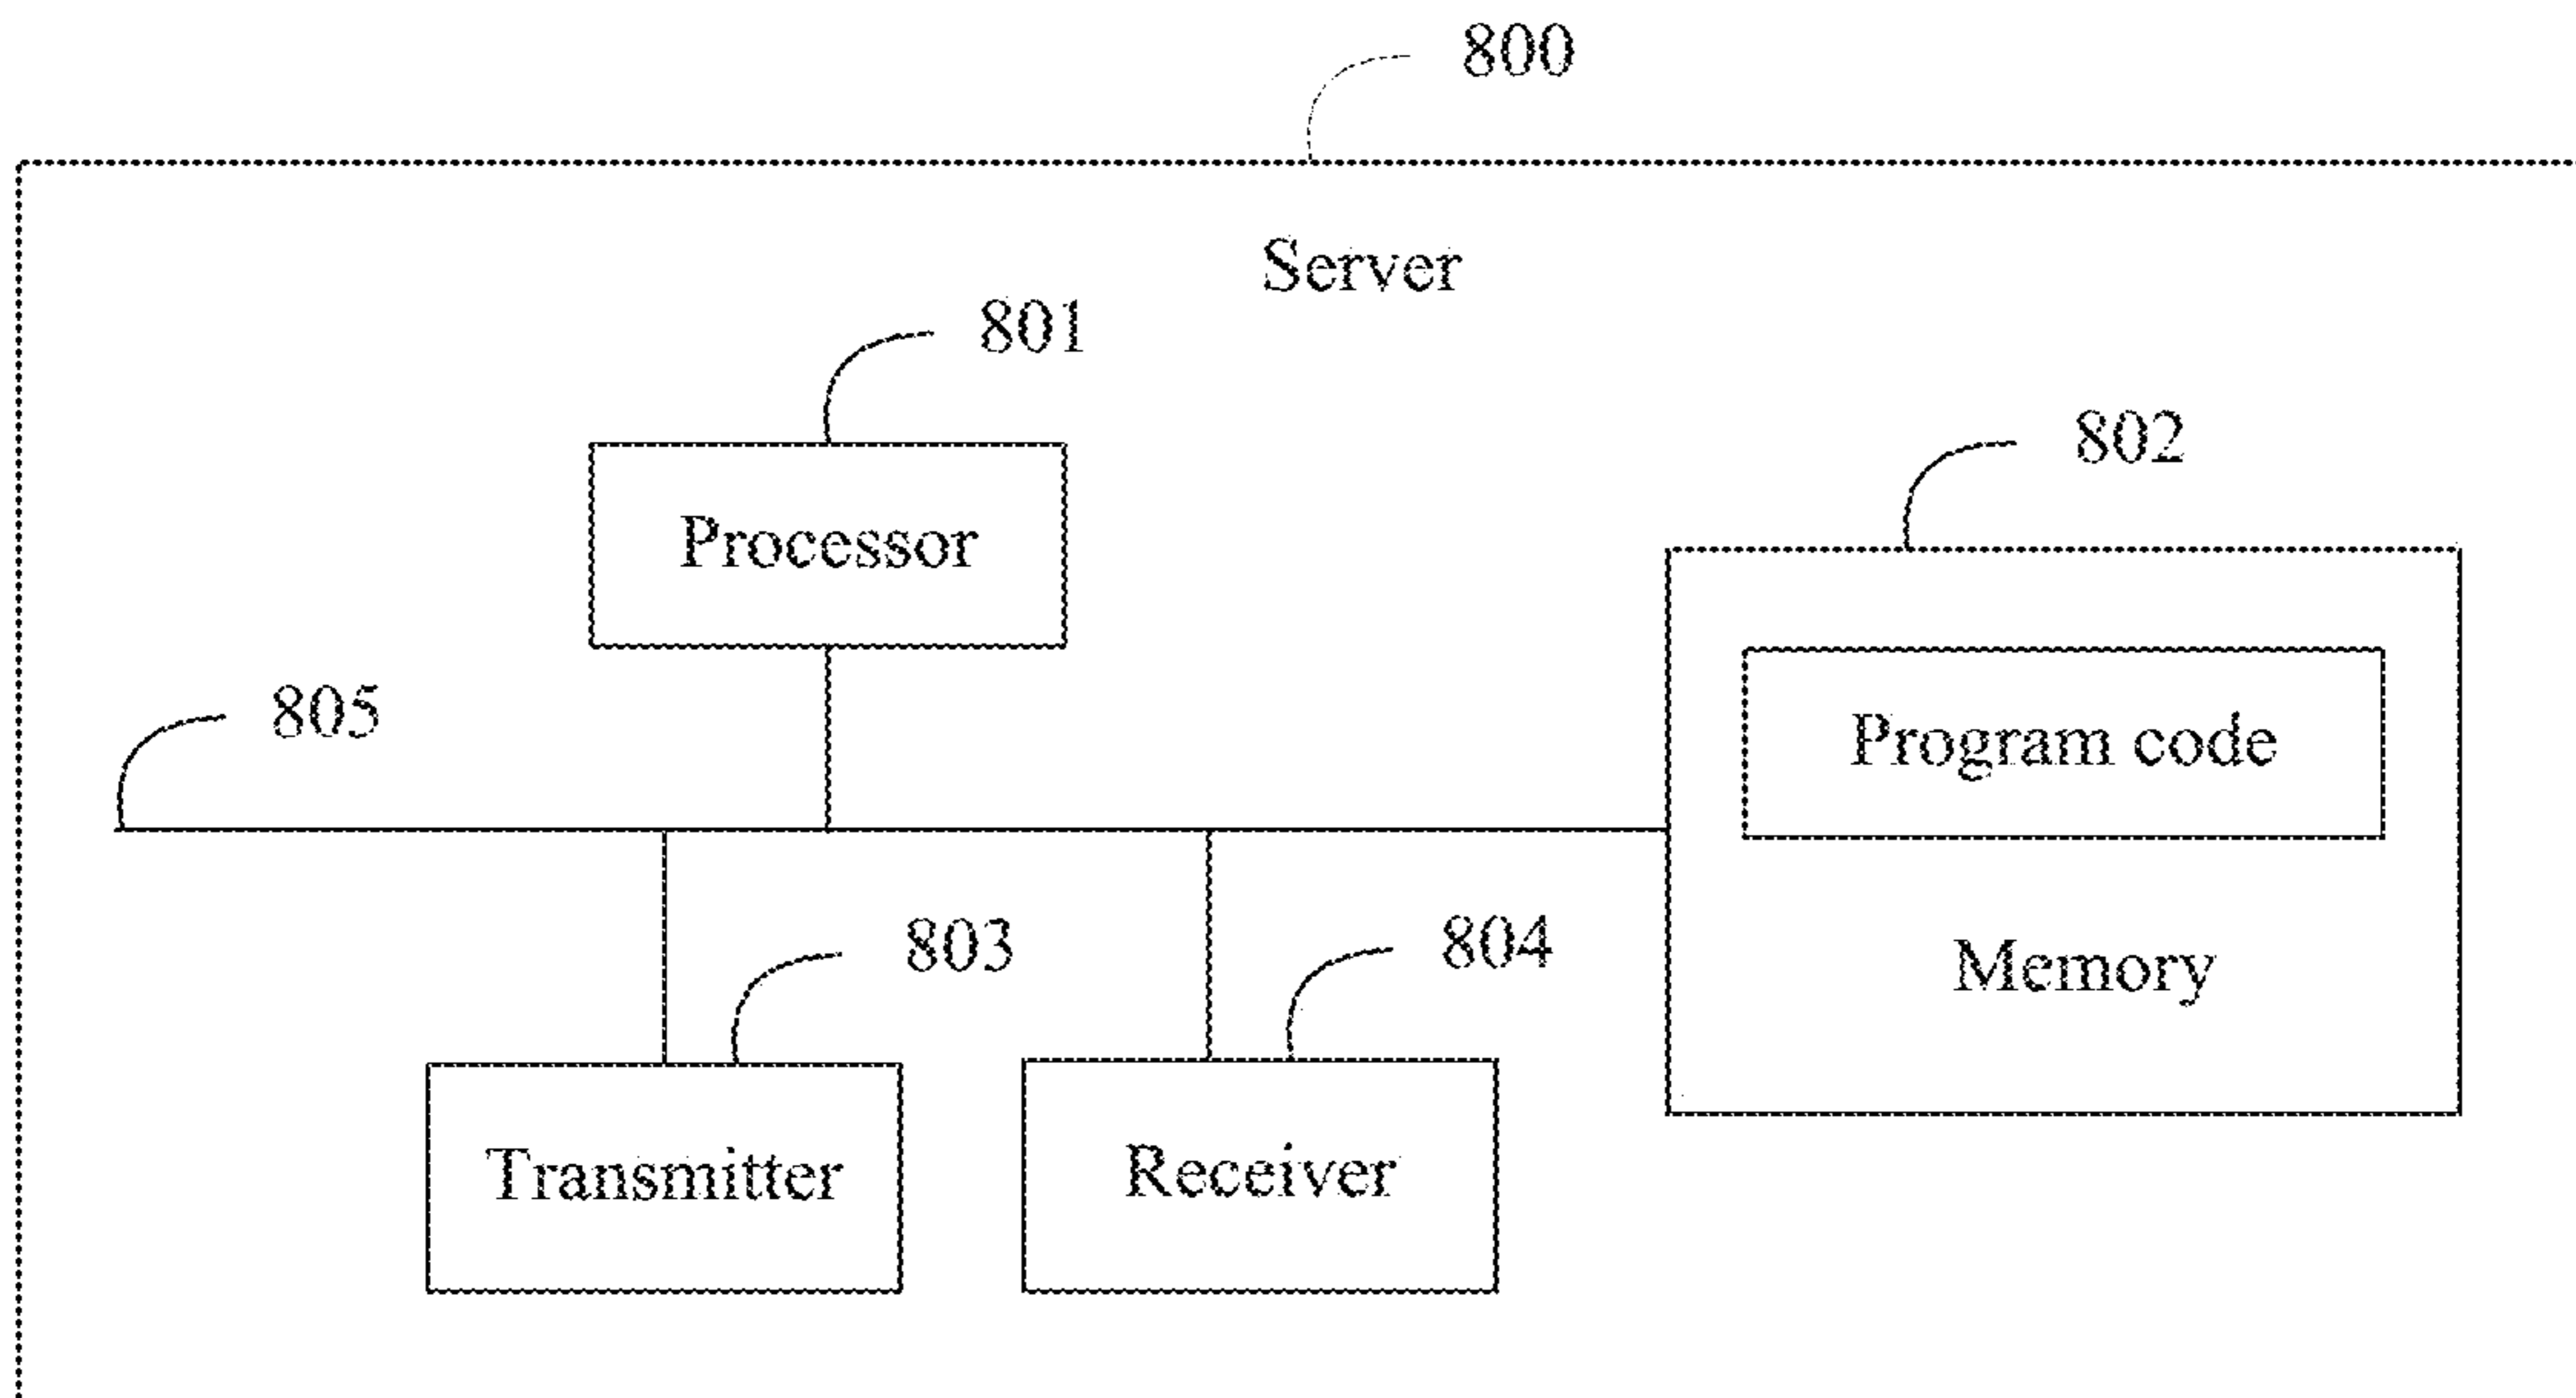 800
Server
801
802
Processor
805
Program code
803
804
Memory
Transmitter
Receiver